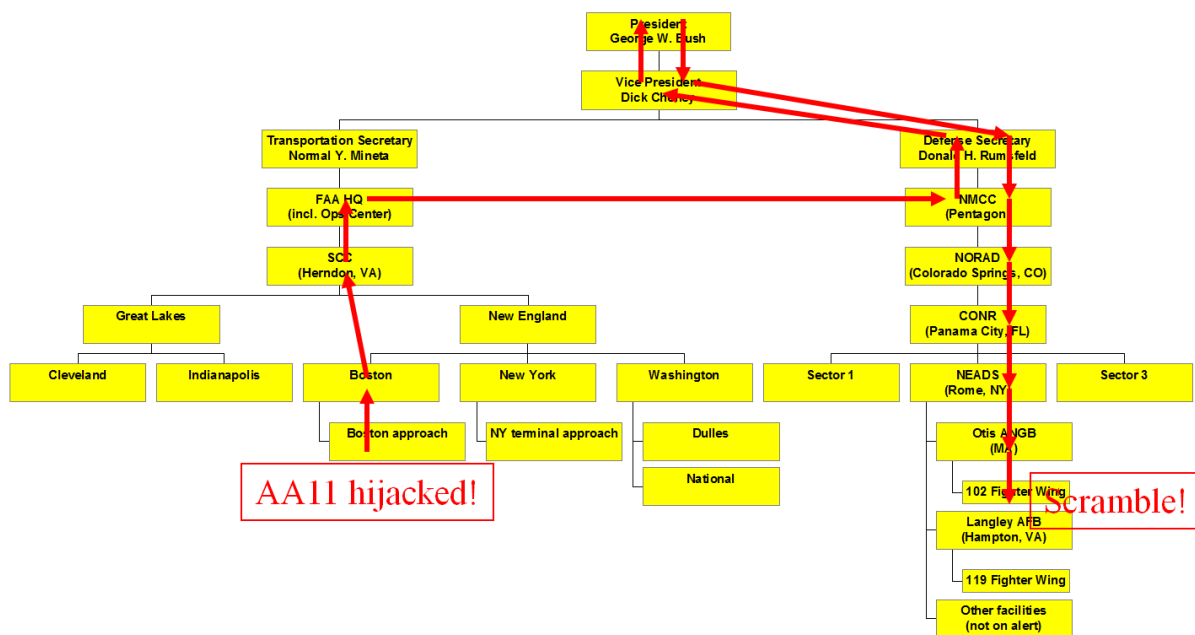 President
George W. Bush
Vice President
Dick Cheney
Transportation Secretary
Normal Y. Mineta
Defense Secretary
Donald H. Rumsfeld
FAA HQ
(incl. Ops Center)
NMCC
(Pentagon)
SCC
(Herndon, VA)
NORAD
(Colorado Springs, CO)
Great Lakes
New England
CONR
(Panama City, FL)
Cleveland
Indianapolis
Boston
New York
Washington
Sector 1
NEADS
(Rome, NY)
Sector 3
Boston approach
NY terminal approach
Dulles
Otis ANGB
(MA)
AA11 hijacked!
National
102 Fighter Wing
Scramble!
Langley AFB
(Hampton, VA)
119 Fighter Wing
Other facilities
(not on alert)